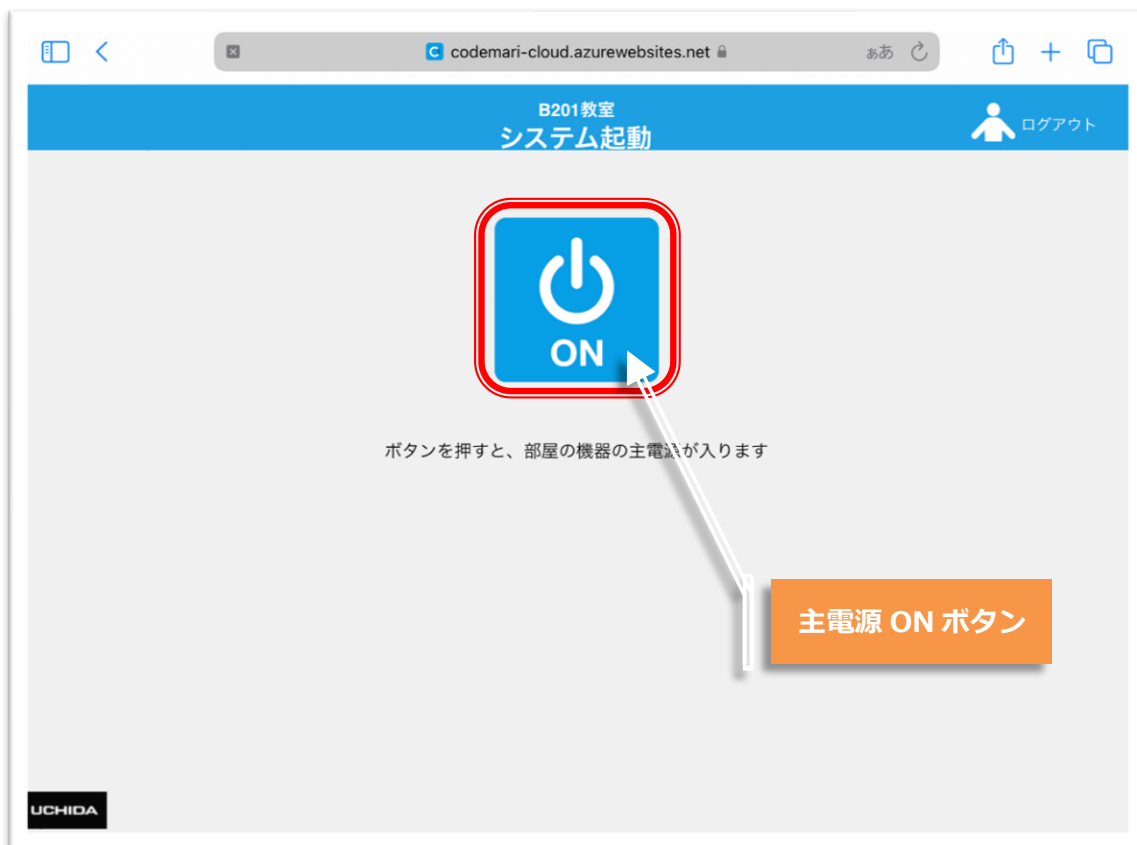 codemari-cloud.azurewebsites.net
ぁあ
B201教室
システム起動
ログアウト
ON
ボタンを押すと、部屋の機器の主電源が入ります
主電源 ON ボタン
UCHIDA